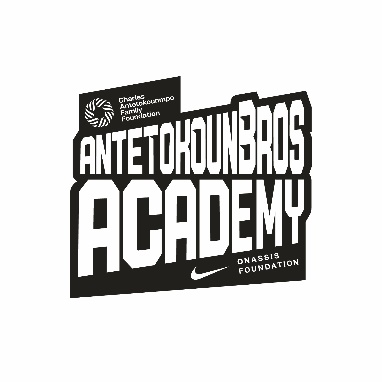 Charles
Antetokounmpo
Family
Foundation
ANTETOKOUNBROS
ACADEMY
ONASSIS
FOUNDATION